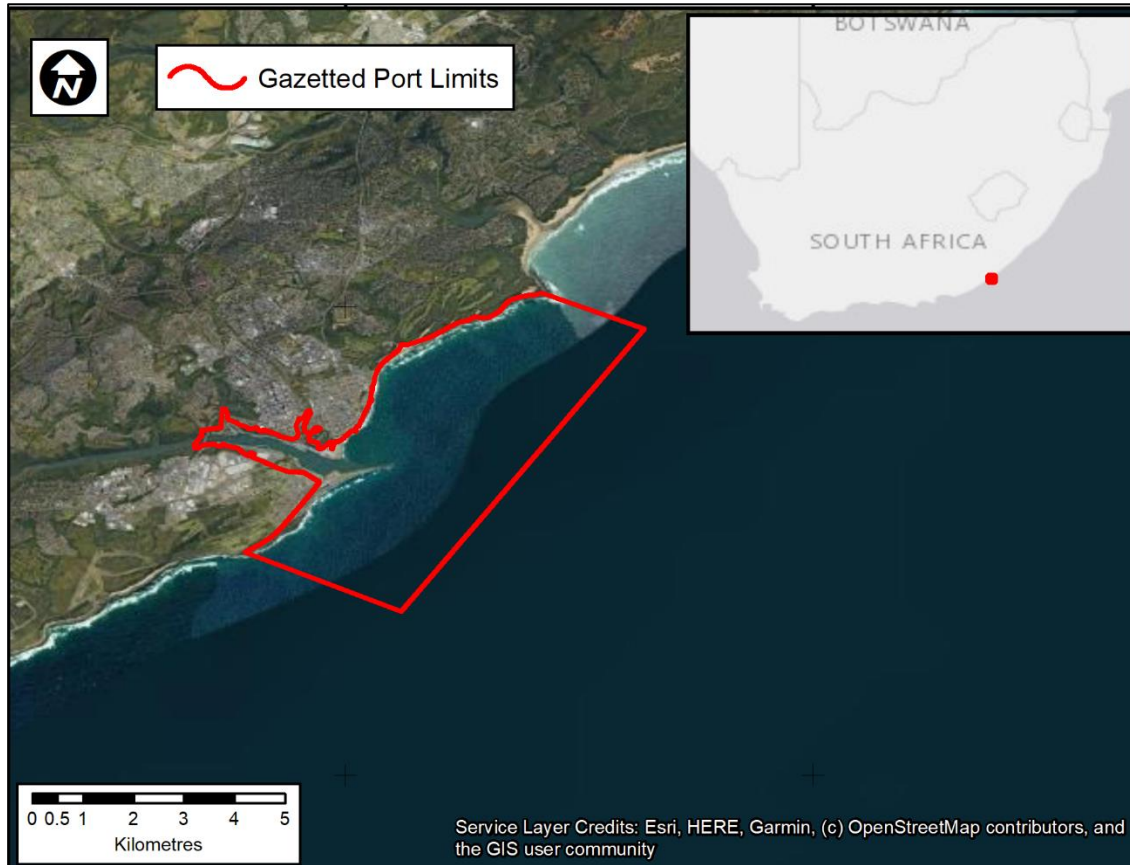 N
Gazetted Port Limits
BOTSWANA
SOUTH AFRICA
0 0.5 1 2 3 4 5
Kilometres
Service Layer Credits: Esri, HERE, Garmin, (c) OpenStreetMap contributors, and
the GIS user community